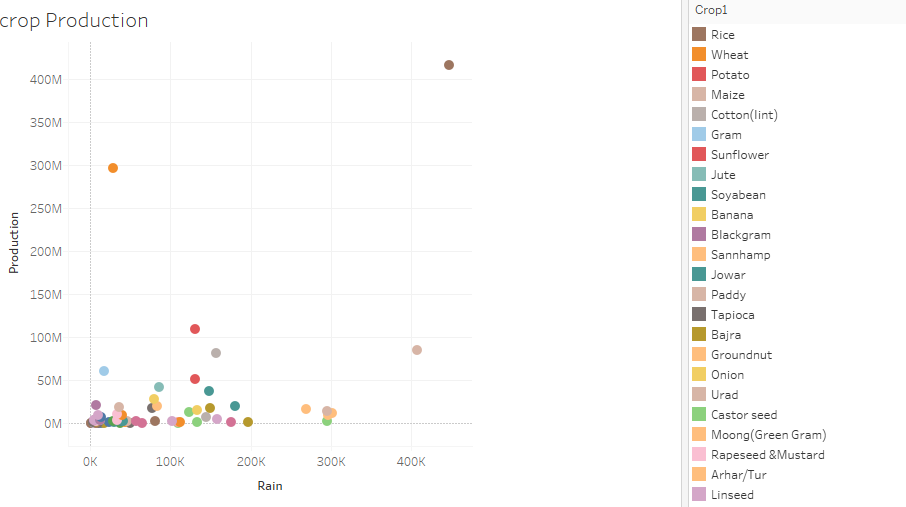 crop Production
Production
400M
350M
300M
250M
200M
150M
100M
50M
0M
0K 100K 200K 300K 400K
Rain
Crop1
Rice
Wheat
Potato
Maize
Cotton(lint)
Gram
Sunflower
Jute
Soyabean
Banana
Blackgram
Sannhamp
Jowar
Paddy
Tapioca
Bajra
Groundnut
Onion
Urad
Castor seed
Moong(Green Gram)
Rapeseed &Mustard
Arhar/Tur
Linseed